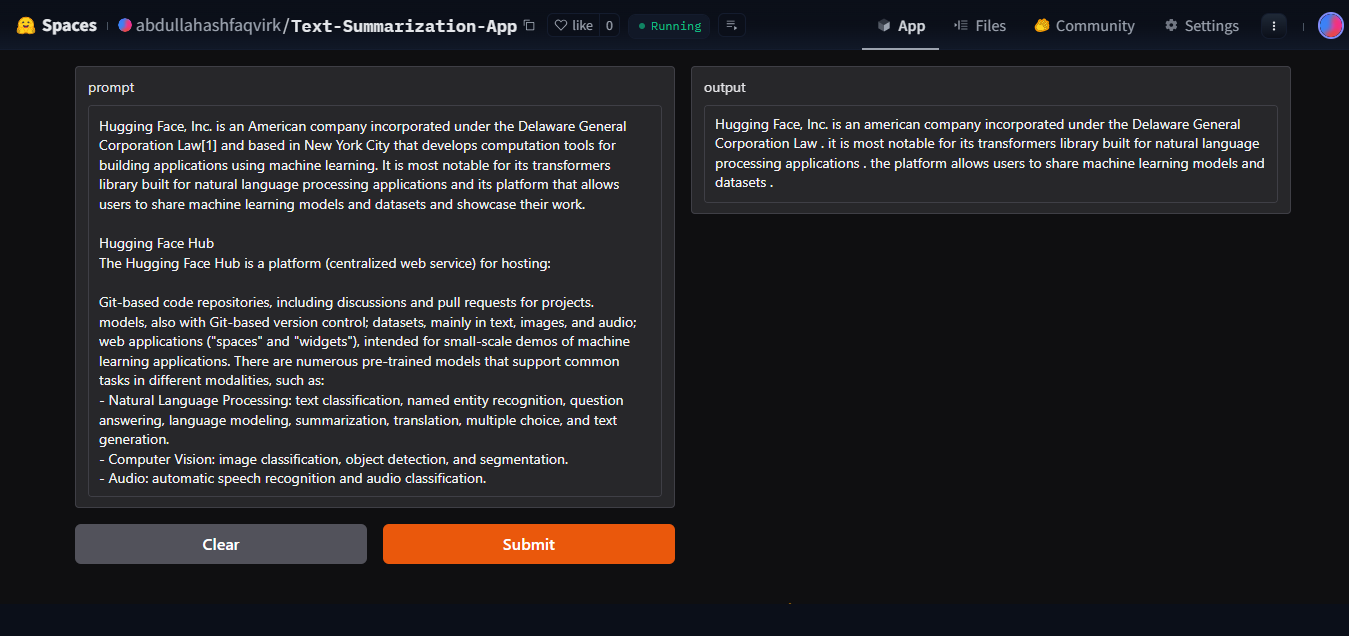 Spaces
abdullahashfaqvirk/Text-Summarization-App
like 0
Running
App
Files
Community
Settings
prompt
Hugging Face, Inc. is an American company incorporated under the Delaware General
Corporation Law[1] and based in New York City that develops computation tools for
building applications using machine learning. It is most notable for its transformers
library built for natural language processing applications and its platform that allows
users to share machine learning models and datasets and showcase their work.
Hugging Face Hub
The Hugging Face Hub is a platform (centralized web service) for hosting:
Git-based code repositories, including discussions and pull requests for projects.
models, also with Git-based version control; datasets, mainly in text, images, and audio;
web applications ("spaces" and "widgets"), intended for small-scale demos of machine
learning applications. There are numerous pre-trained models that support common
tasks in different modalities, such as:
- Natural Language Processing: text classification, named entity recognition, question
answering, language modeling, summarization, translation, multiple choice, and text
generation.
- Computer Vision: image classification, object detection, and segmentation.
- Audio: automatic speech recognition and audio classification.
Clear
Submit
output
Hugging Face, Inc. is an american company incorporated under the Delaware General
Corporation Law . it is most notable for its transformers library built for natural language
processing applications . the platform allows users to share machine learning models and
datasets .